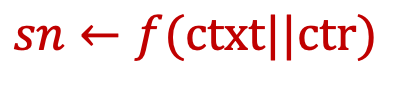 sn ← f(ctxt||ctr)